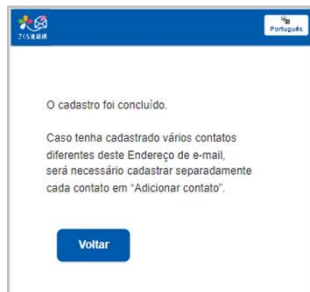 さくら連絡網
Português
O cadastro foi concluído.
Caso tenha cadastrado vários contatos
diferentes deste Endereço de e-mail,
será necessário cadastrar separadamente
cada contato em “Adicionar contato”.
Voltar